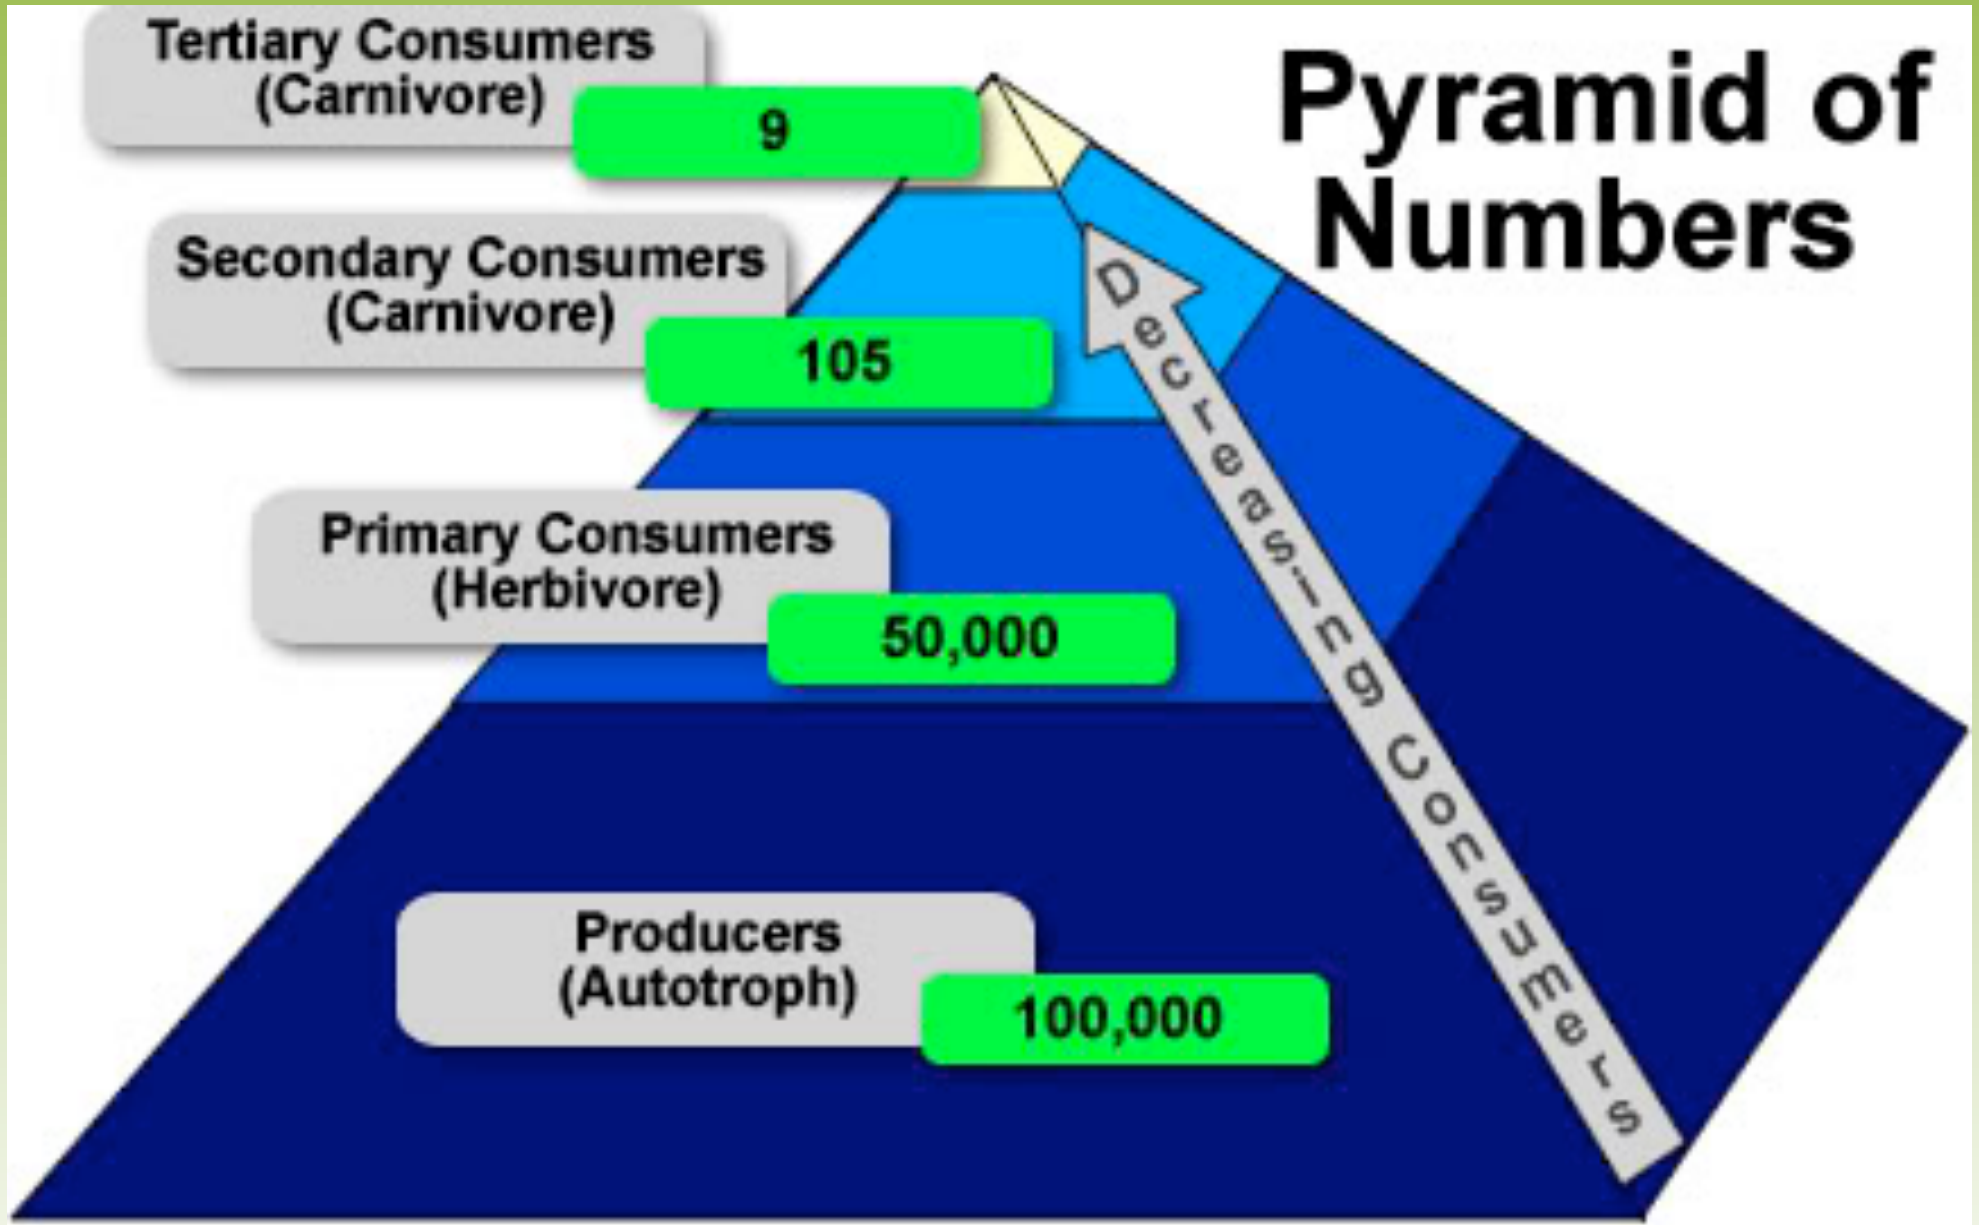 Pyramid of
Numbers
Tertiary Consumers
(Carnivore)
9
Secondary Consumers
(Carnivore)
105
Primary Consumers
(Herbivore)
50,000
Producers
(Autotroph)
100,000
Decreasing Consumers